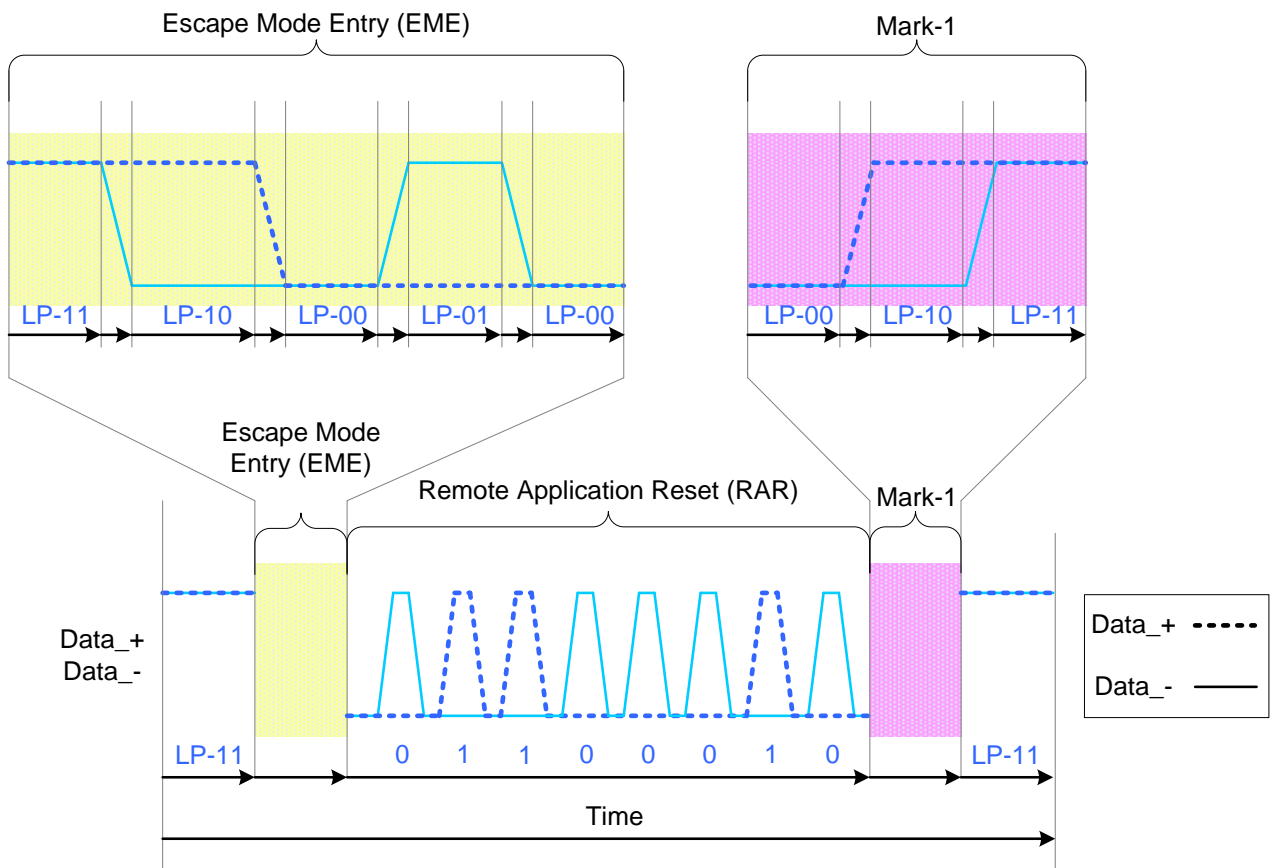 Escape Mode Entry (EME)
Mark-1
LP-11 LP-10 LP-00 LP-01 LP-00
LP-00 LP-10 LP-11
Escape Mode
Entry (EME)
Remote Application Reset (RAR)
Mark-1
Data_+
Data_-
Data_+
Data_-
LP-11 0 1 1 0 0 0 1 0 LP-11
Time